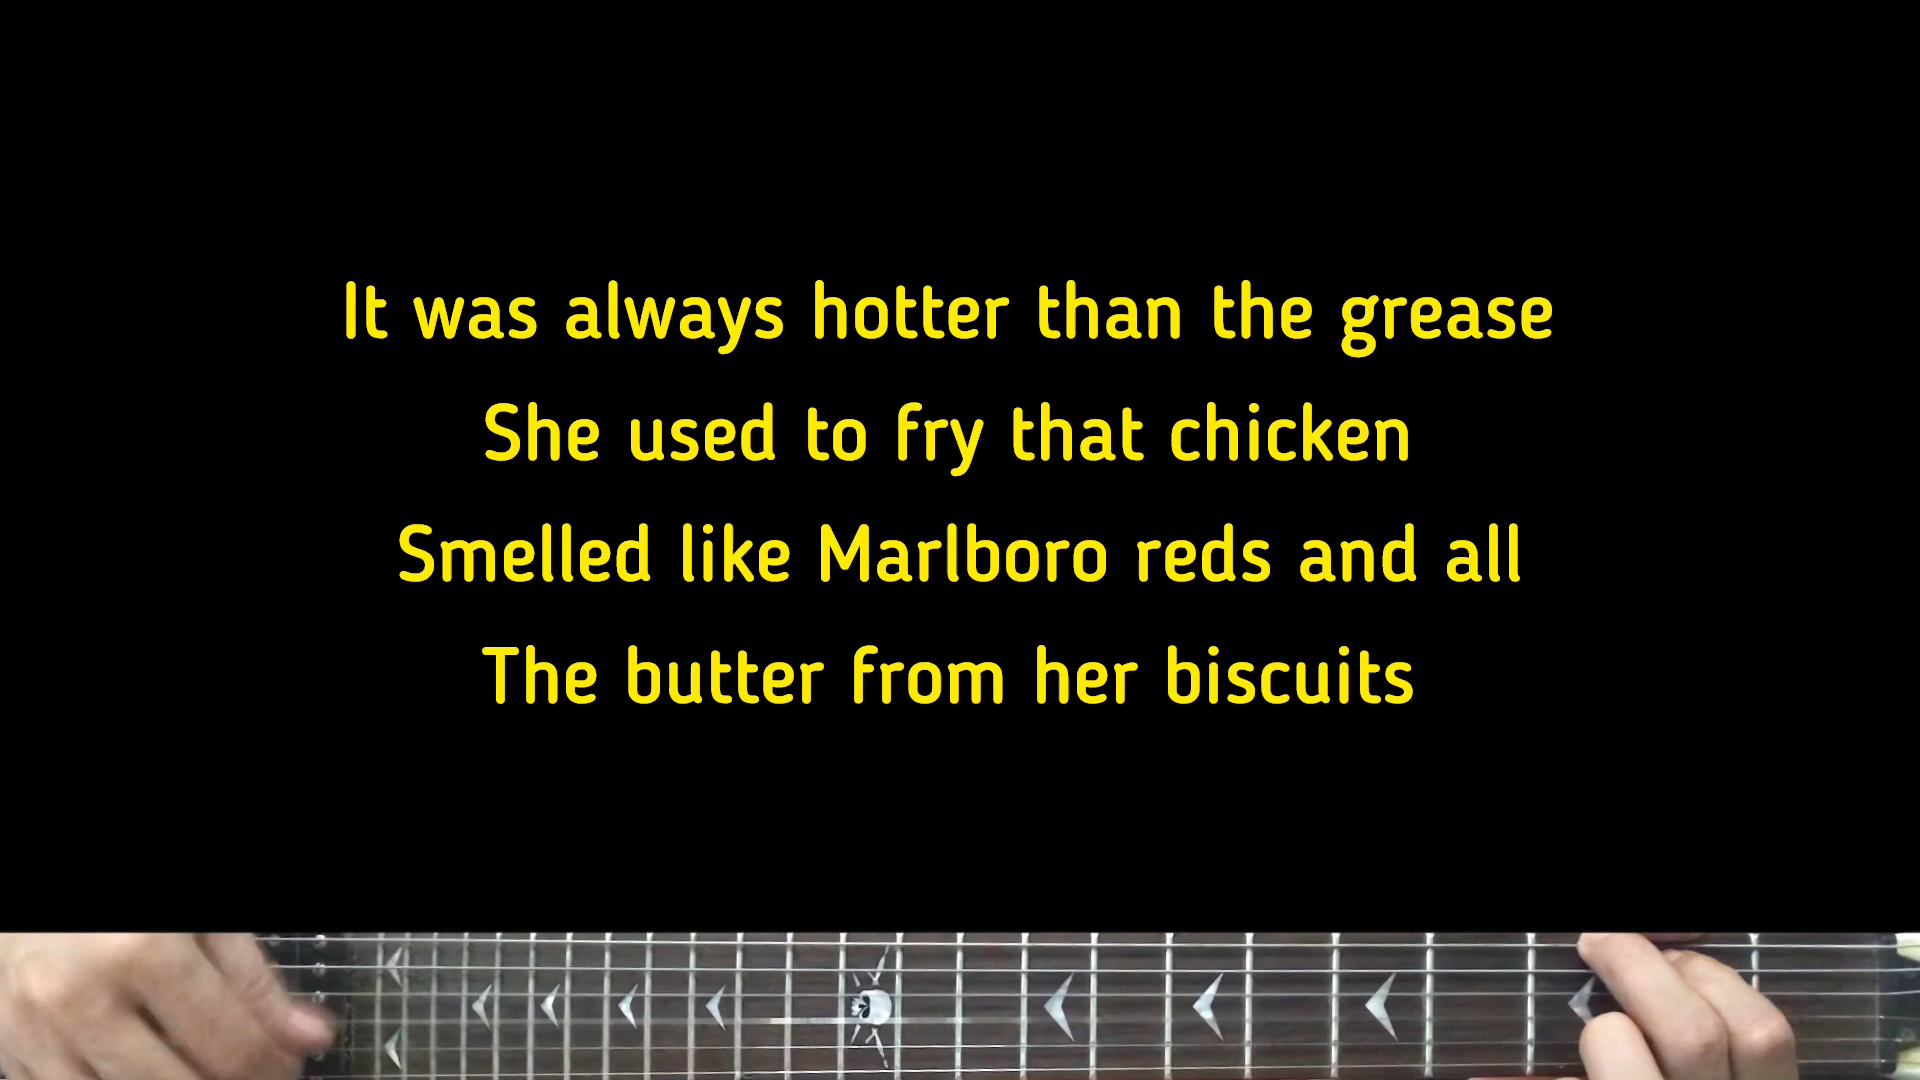 It was always hotter than the grease
She used to fry that chicken
Smelled like Marlboro reds and all
The butter from her biscuits